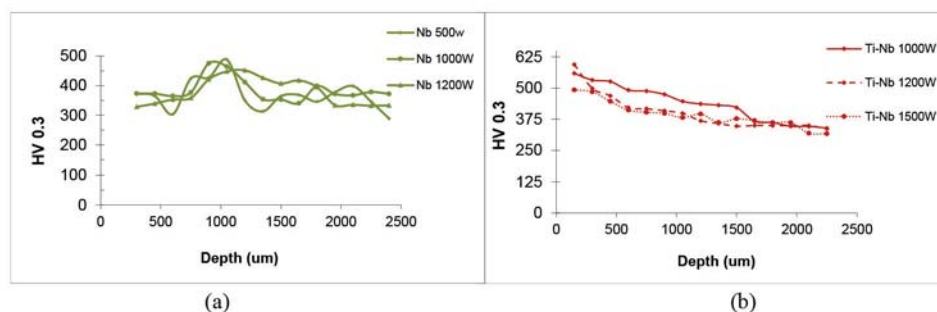 Nb 500w
Nb 1000W
Nb 1200W
500
400
300
200
100
0
HV 0.3
0 500 1000 1500 2000 2500
Depth (um)
(a)
Ti-Nb 1000W
Ti-Nb 1200W
Ti-Nb 1500W
625
500
375
250
125
0
HV 0.3
0 500 1000 1500 2000 2500
Depth (um)
(b)